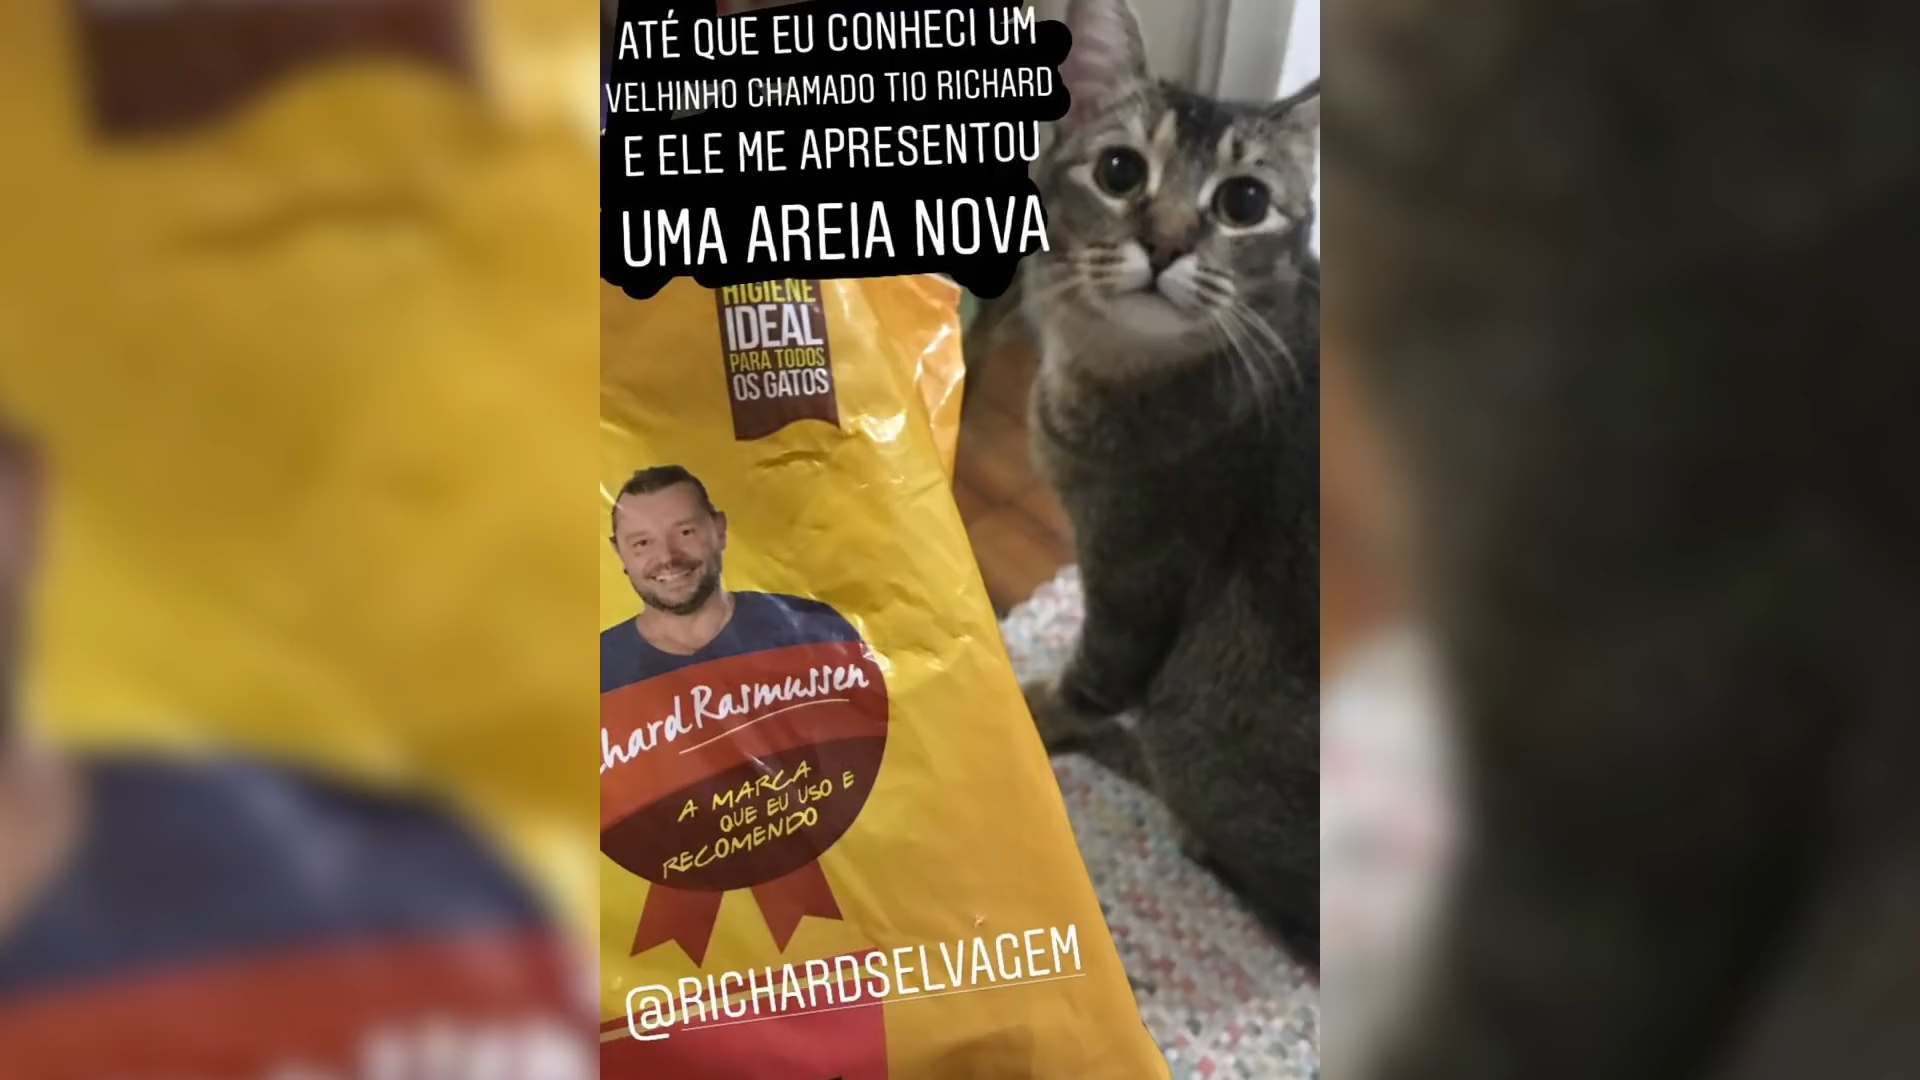 ATÉ QUE EU CONHECI UM
VELHINHO CHAMADO TIO RICHARD
E ELE ME APRESENTOU
UMA AREIA NOVA
HIGIENE
IDEAL
PARA TODOS
OS GATOS
chard Rasmussen
A MARCA
QUE EU USO E
RECOMENDO
@RICHARDSELVAGEM